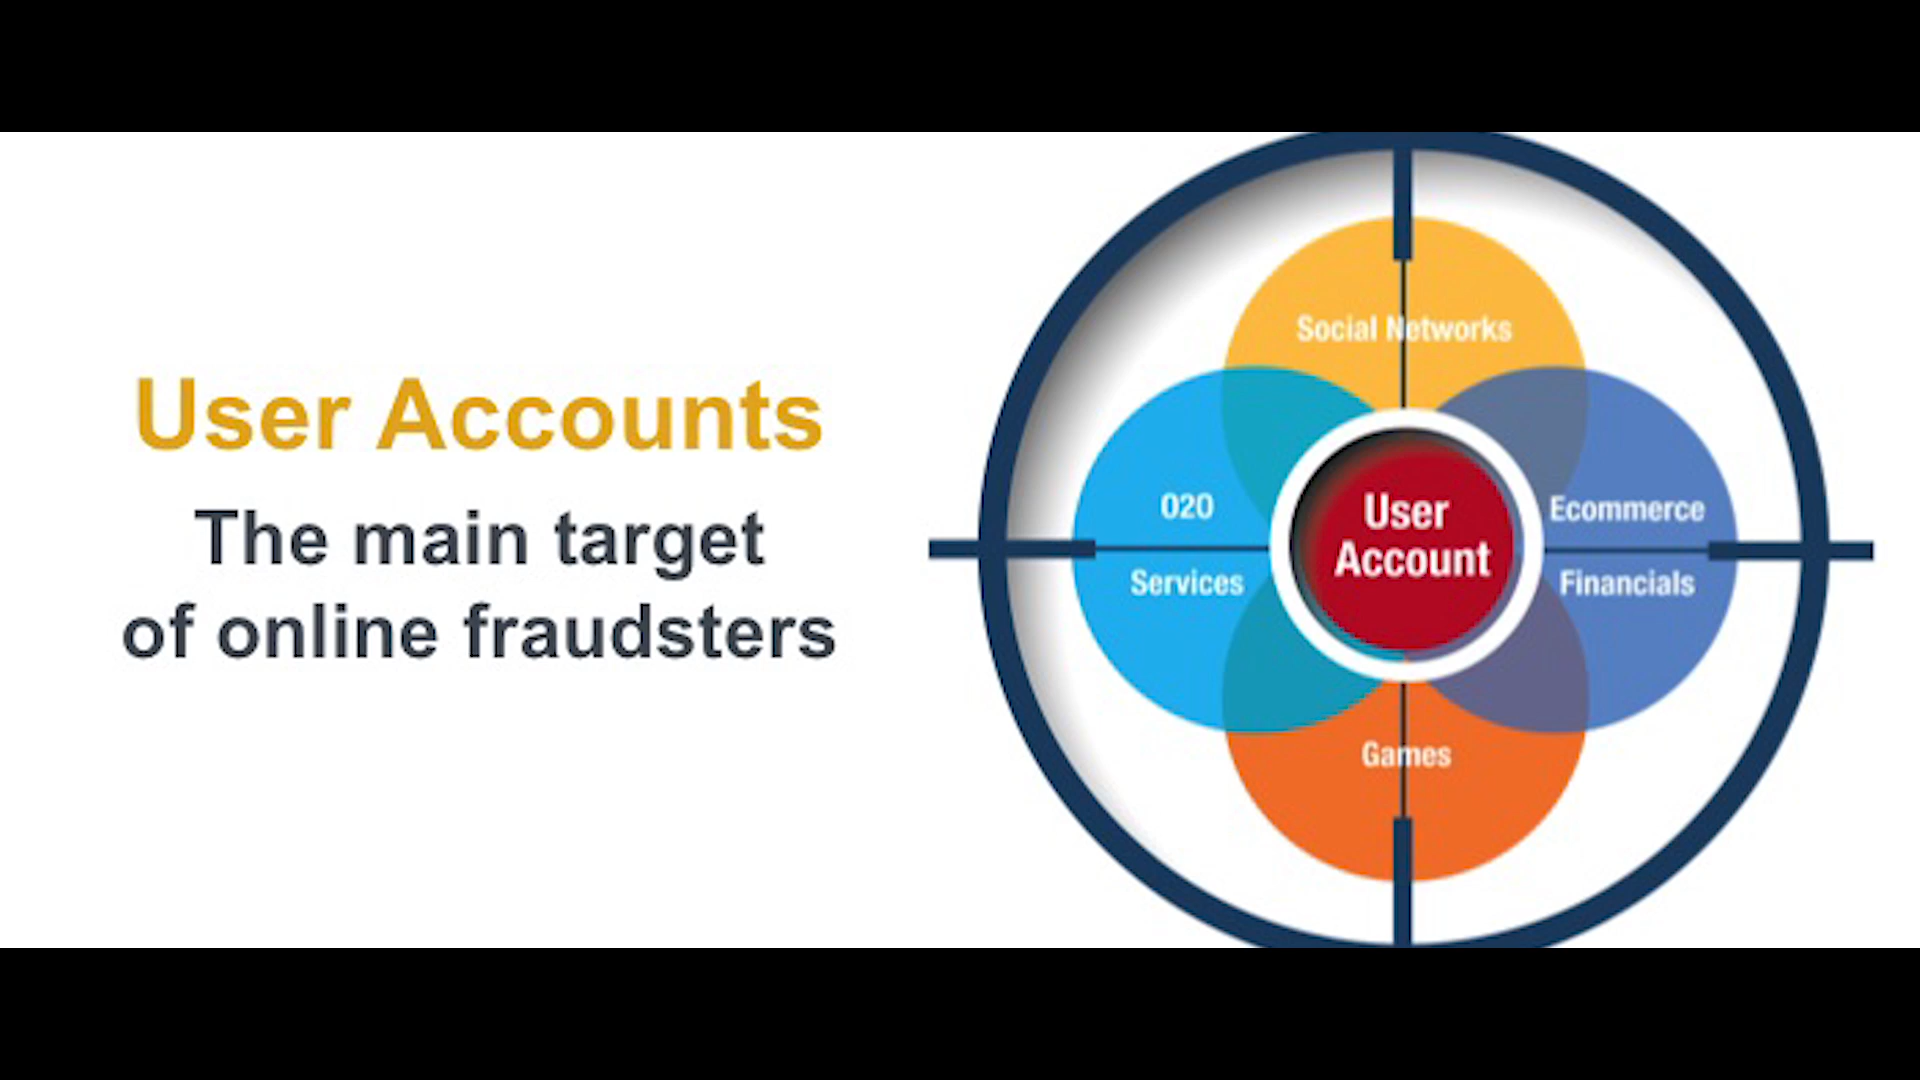 User Accounts
The main target
of online fraudsters
Social Networks
O2O
Services
User
Account
Ecommerce
Financials
Games